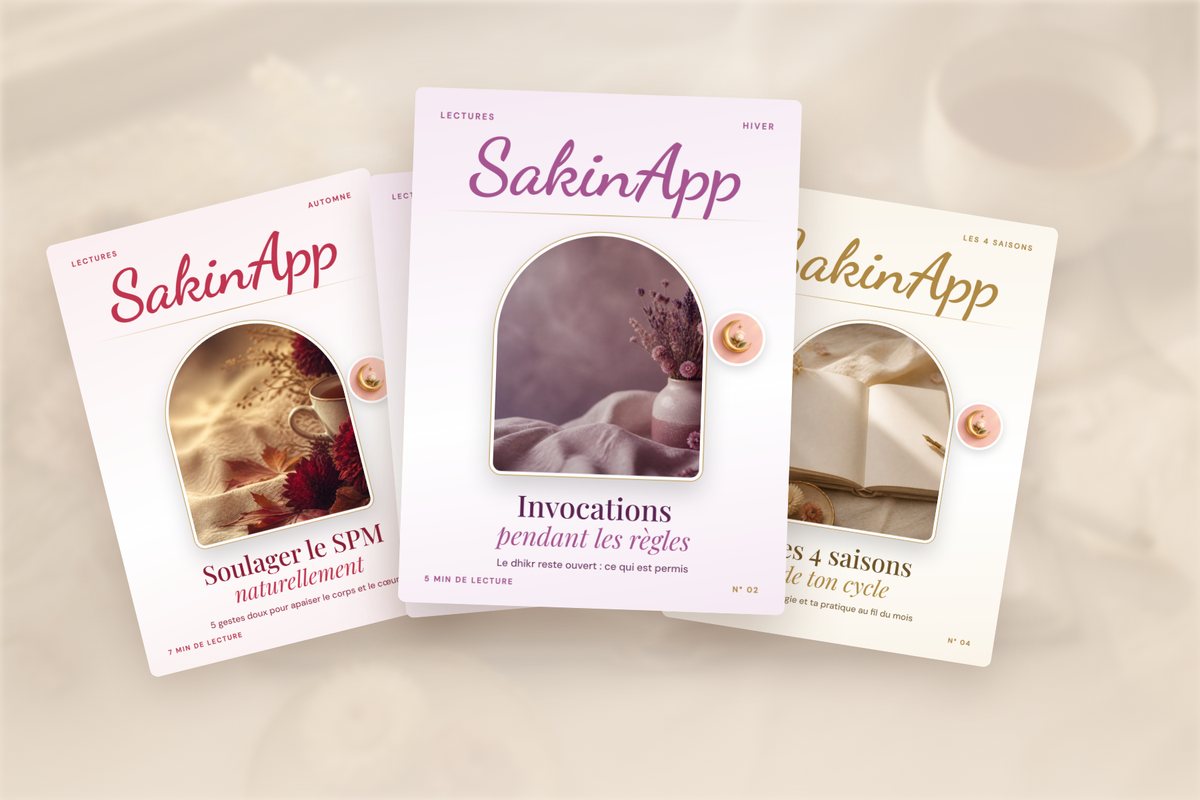 LECTURES
AUTOMNE
SakinApp
Soulager le SPM
naturellement
5 gestes doux pour apaiser le corps et le cœur
7 MIN DE LECTURE
LECTURES
HIVER
SakinApp
Invocations
pendant les règles
Le dhikr reste ouvert : ce qui est permis
5 MIN DE LECTURE
N° 02
LES 4 SAISONS
SakinApp
4 saisons
de ton cycle
et ta pratique au fil du mois
N° 04